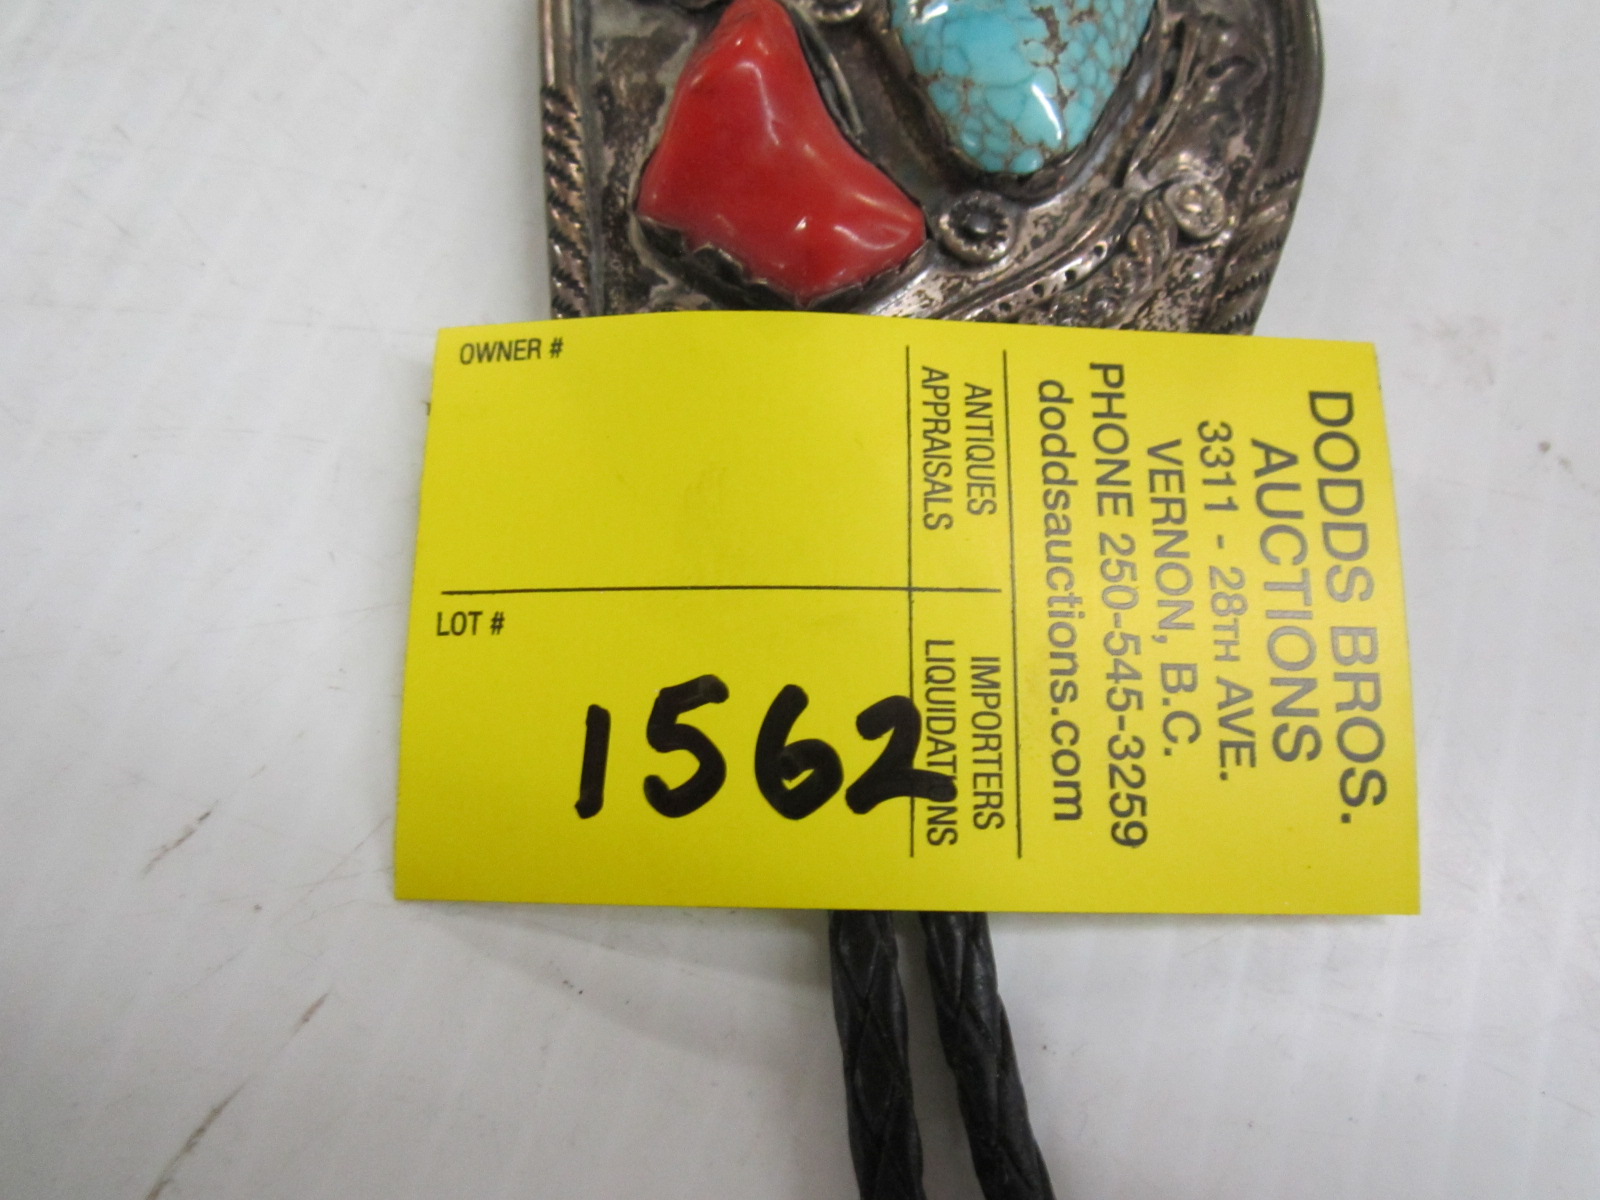 DODDS BROS.
AUCTIONS
3311 - 28TH AVE.
VERNON, B.C.
PHONE 250-545-3259
doddsauctions.com
ANTIQUES
APPRAISALS
IMPORTERS
LIQUIDATIONS
OWNER #
LOT #
1562